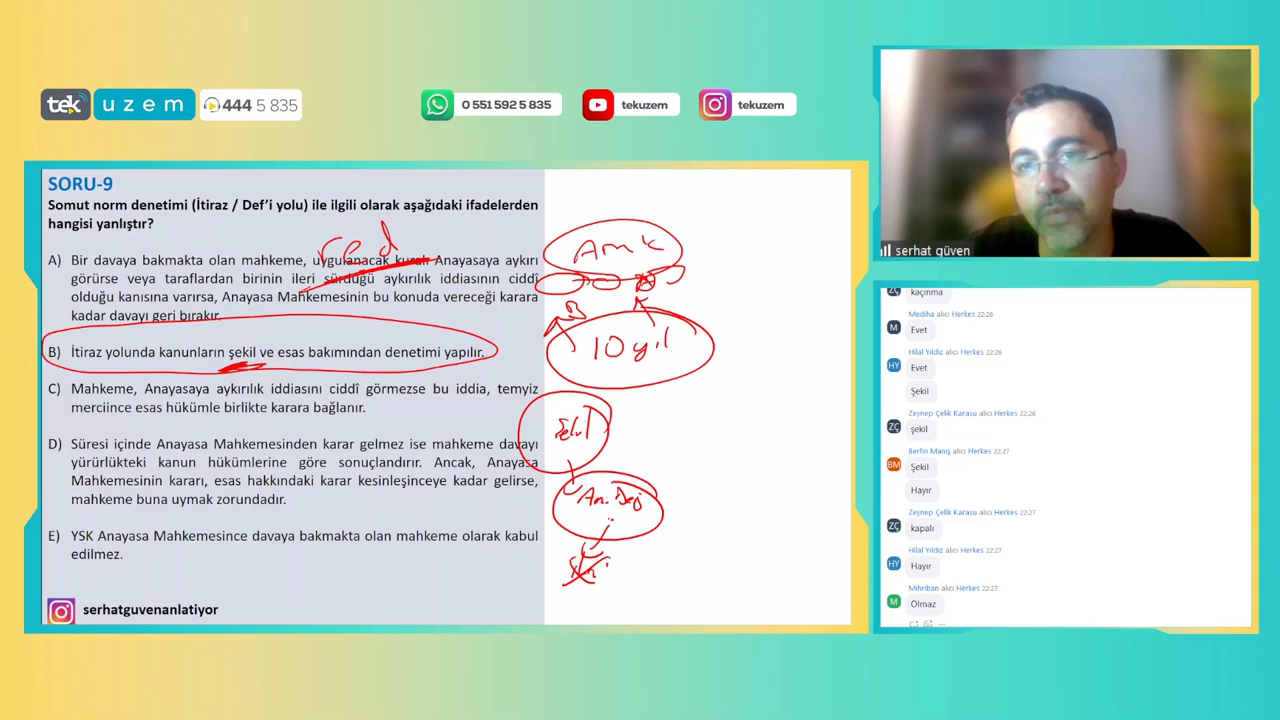 tek uzem 444 5 835
0 551 592 5 835
tekuzem
tekuzem
SORU-9
Somut norm denetimi (İtiraz / Def'i yolu) ile ilgili olarak aşağıdaki ifadelerden
hangisi yanlıştır?
red
A) Bir davaya bakmakta olan mahkeme, uygulanacak kuralı Anayasaya aykırı
görürse veya taraflardan birinin ileri sürdüğü aykırılık iddiasının ciddî
olduğu kanısına varırsa, Anayasa Mahkemesinin bu konuda vereceği karara
kadar davayı geri bırakır.
B) İtiraz yolunda kanunların şekil ve esas bakımından denetimi yapılır.
C) Mahkeme, Anayasaya aykırılık iddiasını ciddî görmezse bu iddia, temyiz
merciince esas hükümle birlikte karara bağlanır.
D) Süresi içinde Anayasa Mahkemesinden karar gelmez ise mahkeme davayı
yürürlükteki kanun hükümlerine göre sonuçlandırır. Ancak, Anayasa
Mahkemesinin kararı, esas hakkındaki karar kesinleşinceye kadar gelirse,
mahkeme buna uymak zorundadır.
E) YSK Anayasa Mahkemesince davaya bakmakta olan mahkeme olarak kabul
edilmez.
serhatguvenanlatiyor
10 yıl
An. Değ
serhat güven
ZÇ kaçınma
Mediha alıcı Herkes 22:26
M Evet
Hilal Yıldız alıcı Herkes 22:26
HY Evet
Şekil
Zeynep Çelik Karasu alıcı Herkes 22:26
ZÇ şekil
Berfin Manış alıcı Herkes 22:27
BM Şekil
Hayır
Zeynep Çelik Karasu alıcı Herkes 22:27
ZÇ kapalı
Hilal Yıldız alıcı Herkes 22:27
HY Hayır
Mihriban alıcı Herkes 22:27
M Olmaz